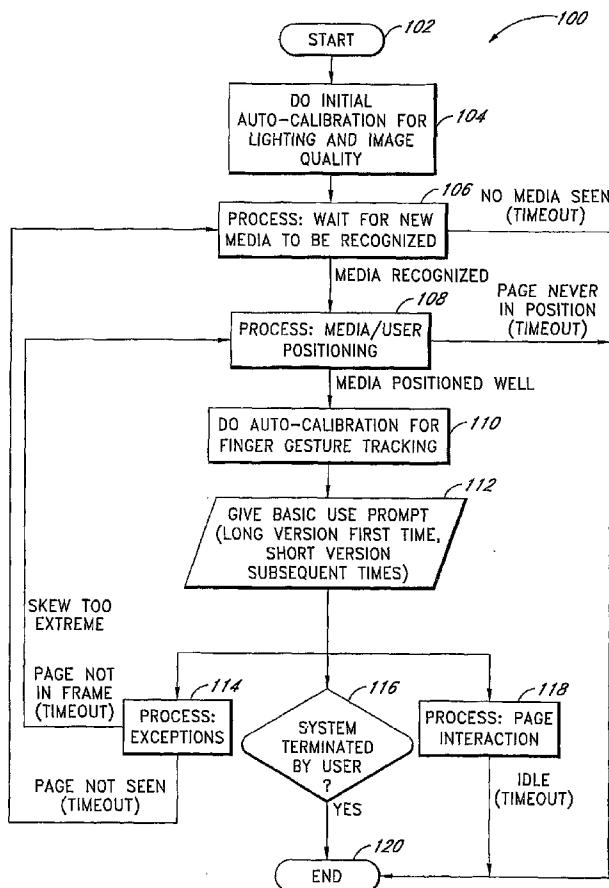 100
START
102
DO INITIAL
AUTO-CALIBRATION FOR
LIGHTING AND IMAGE
QUALITY
104
106
NO MEDIA SEEN
(TIMEOUT)
PROCESS: WAIT FOR NEW
MEDIA TO BE RECOGNIZED
MEDIA RECOGNIZED
108
PAGE NEVER
IN POSITION
(TIMEOUT)
PROCESS: MEDIA/USER
POSITIONING
MEDIA POSITIONED WELL
DO AUTO-CALIBRATION FOR
FINGER GESTURE TRACKING
110
112
GIVE BASIC USE PROMPT
(LONG VERSION FIRST TIME,
SHORT VERSION
SUBSEQUENT TIMES)
SKEW TOO
EXTREME
PAGE NOT
IN FRAME
(TIMEOUT)
114
PROCESS:
EXCEPTIONS
PAGE NOT SEEN
(TIMEOUT)
116
SYSTEM
TERMINATED
BY USER
?
YES
118
PROCESS: PAGE
INTERACTION
IDLE
(TIMEOUT)
120
END